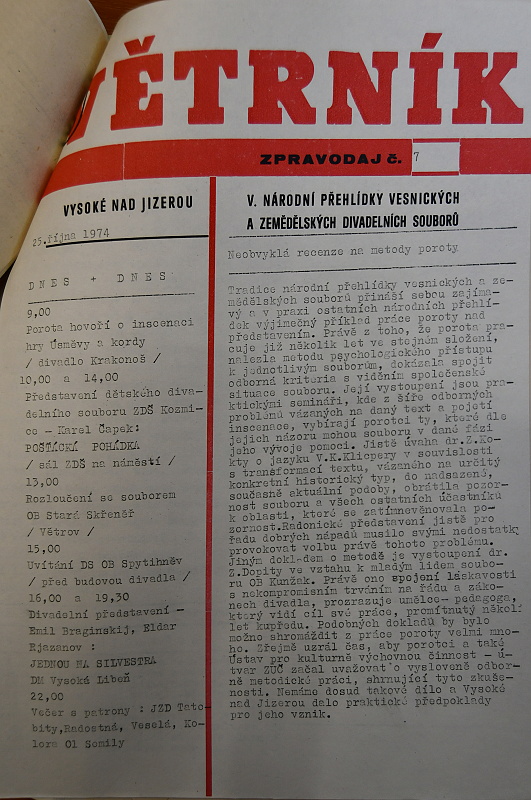 VĚTRNÍK
ZPRAVODAJ č. 7
VYSOKÉ NAD JIZEROU
25.října 1974
DNES + DNES
9,00
Porota hovoří o inscenaci
hry Úsměvy a kordy
/ divadlo Krakonoš /
10,00 a 14,00
Představení dětského diva-
delního souboru ZDŠ Kozmi-
ce - Karel Čapek:
POŠŤÁCKÁ POHÁDKA
/ sál ZDŠ na náměstí /
13,00
Rozloučení se souborem
OB Stará Skřeněř
/ Větrov /
15,00
Uvítání DS OB Spytihněv
/ před budovou divadla /
16,00 a 19,30
Divadelní představení -
Emil Braginskij, Eldar
Rjazanov :
JEDNOU NA SILVESTRA
DM Vysoká Libeň
22,00
Večer s patrony : JZD Tato-
bity,Radostná, Veselá, Ko-
lora Ol Semily
V. NÁRODNÍ PŘEHLÍDKY VESNICKÝCH
A ZEMĚDĚLSKÝCH DIVADELNÍCH SOUBORŮ
Neobvyklá recenze na metody poroty
Tradice národní přehlídky vesnických a ze-
mědělských souborů přináší sebou zajíma-
vý a v praxi ostatních národních přehlí-
dek výjimečný příklad práce poroty nad
představením. Právě z toho, že porota pra-
cuje již několik let ve stejném složení,
nalezla metodu psychologického přístupu
k jednotlivým souborům, dokázala spojit
odborná kriteria s viděním společenské
situace souboru. Její vystoupení jsou pra-
ktickými semináři, kde z šíře odborných
problémů vázaných na daný text a pojetí
inscenace, vybírají poroti ty, které dle
jejich názoru mohou souboru v dané fázi
jeho vývoje pomoci. Jistě úvaha dr.Z.Ko-
kty o jazyku V.K.Klicpery v souvislosti
s transformací textu, vázaného na určitý
konkretní historický typ, do nadsazené,
současně aktuální podoby, obrátila pozor-
nost souboru a všech ostatních účastníků
k oblasti, které se zatímnevěnovala po-
zornost.Radonické představení jistě pro
řadu dobrých nápadů musilo svými nedostatky
provokovat volbu právě tohoto problému.
Jiným dokl-dem o metodě je vystoupení dr.
Z.Dopity ve vztahu k mladým lidem soubo-
ru OB Kunžak. Právě ono spojení láskavosti
s nekompromisním trváním na řádu a záko-
nech divadla, prozrazuje umělce- pedagoga,
který vidí cíl své práce, promítnutý několi
let kupředu. Podobných dokladů by bylo
možno shromáždit z práce poroty velmi mno-
ho. Zřejmě uzrál čas, aby porotci a také
Ústav pro kulturně výchovnou činnost - ú-
tvar ZUČ začal uvažovat o vysloveně odbor-
ně metodické práci, shrnující tyto zkuše-
nosti. Nemáme dosud takové dílo a Vysoké
nad Jizerou dalo praktické předpoklady
pro jeho vznik.